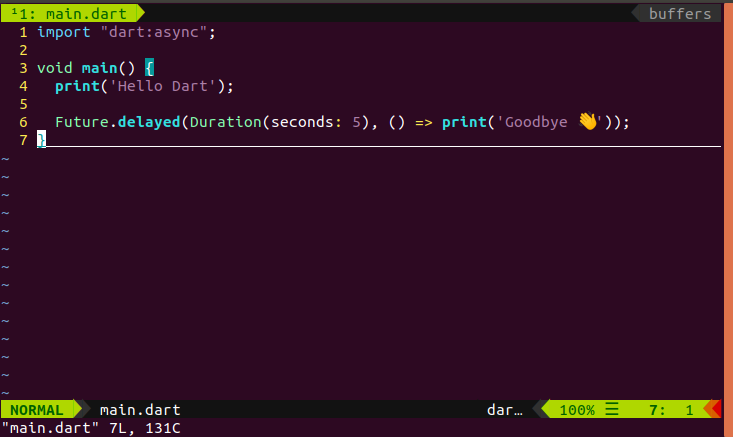 ¹1: main.dart buffers
1 import "dart:async";
2
3 void main() {
4   print('Hello Dart');
5
6   Future.delayed(Duration(seconds: 5), () => print('Goodbye 👋'));
7 }
~
~
~
~
~
~
~
~
~
~
~
~
~
~
NORMAL main.dart dar… 100% ☰ 7: 1
"main.dart" 7L, 131C